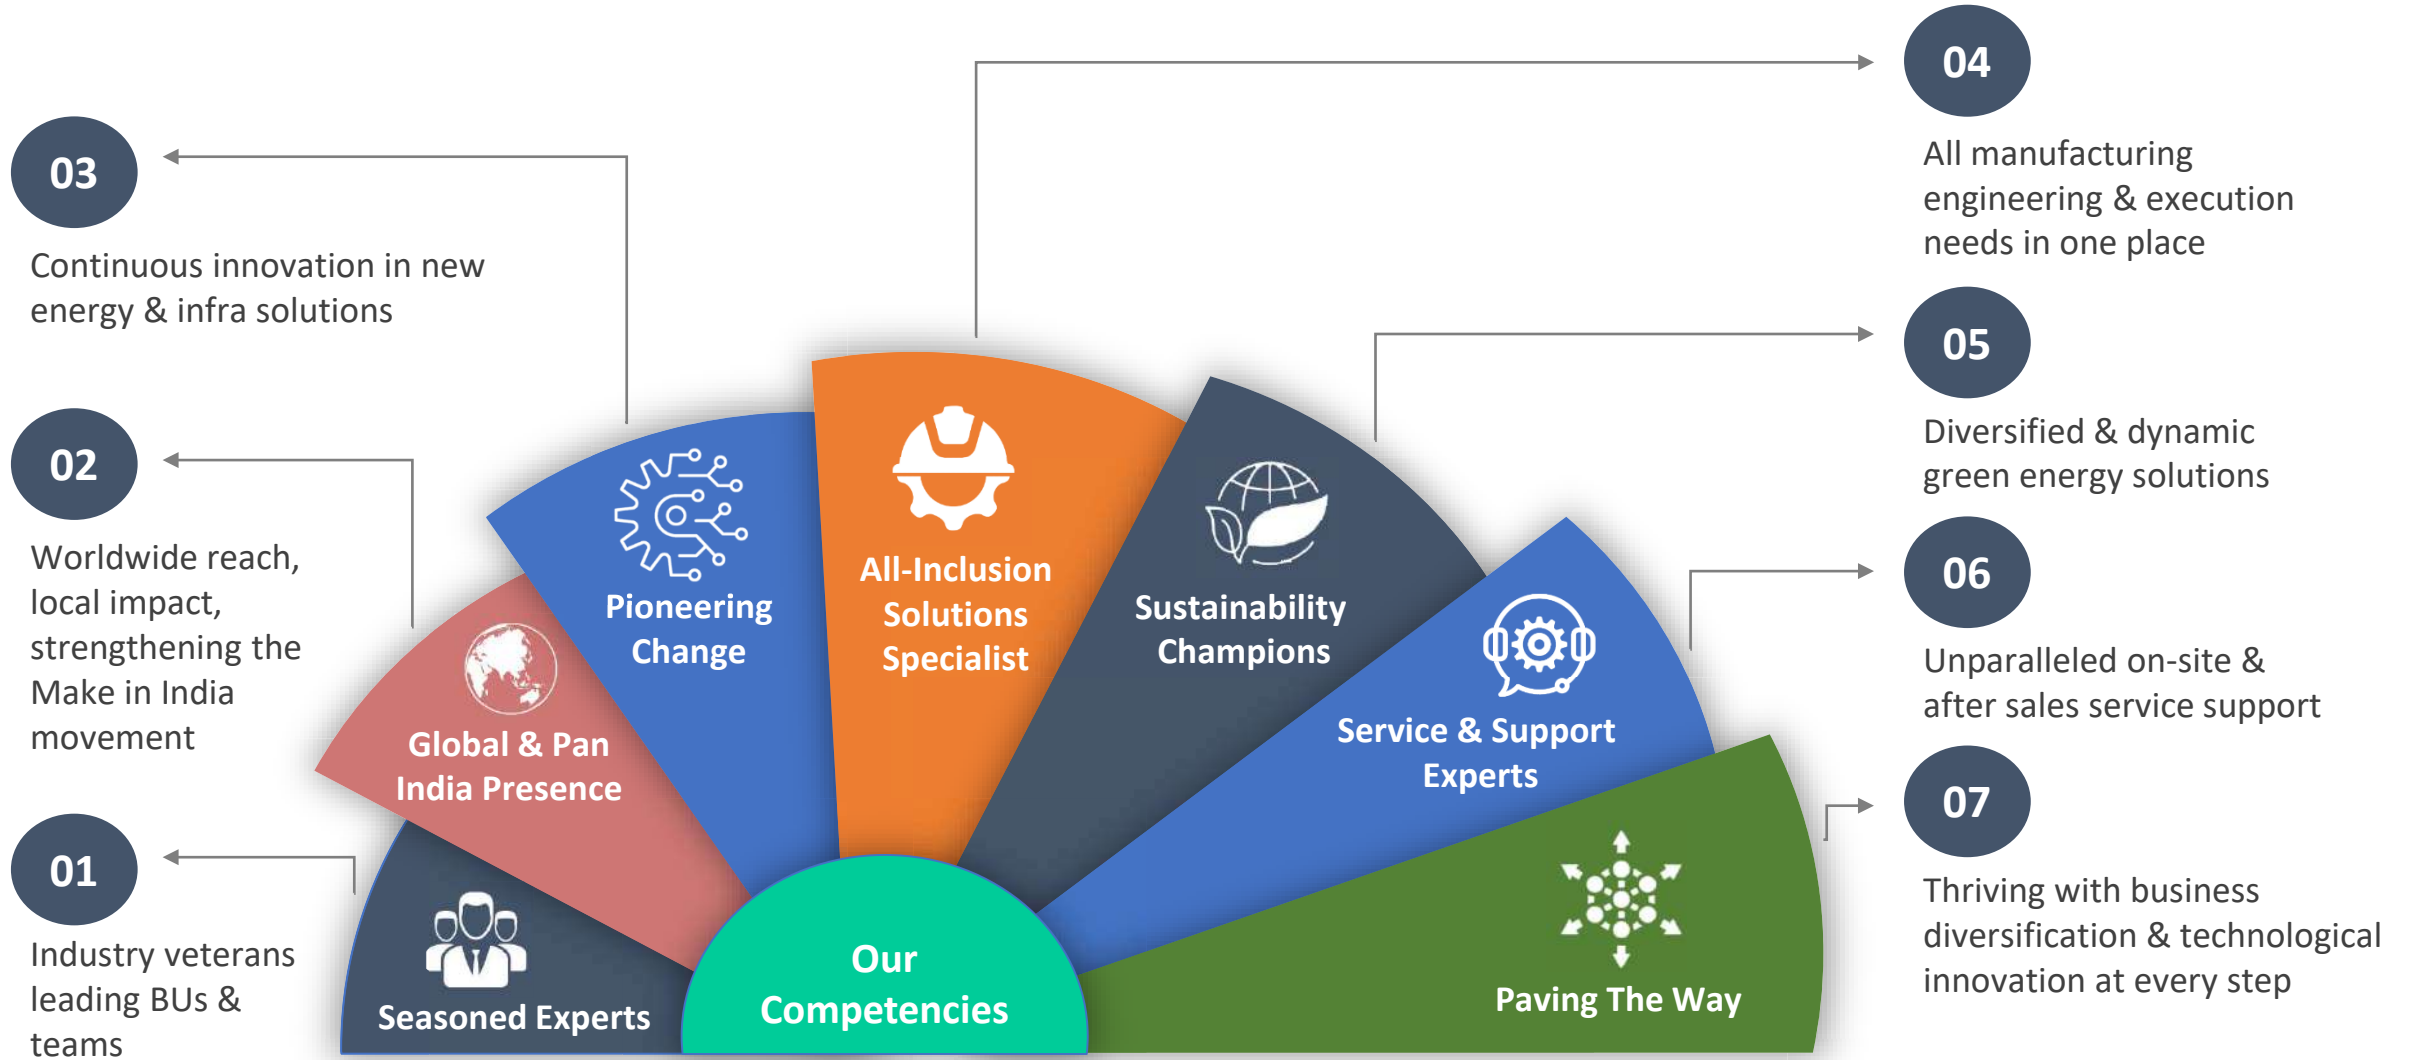 04
All manufacturing
engineering & execution
needs in one place
03
Continuous innovation in new
energy & infra solutions
05
Diversified & dynamic
green energy solutions
02
Worldwide reach,
local impact,
strengthening the
Make in India
movement
06
Unparalleled on-site &
after sales service support
07
Thriving with business
diversification & technological
innovation at every step
01
Industry veterans
leading BUs &
teams
Seasoned Experts
Global & Pan
India Presence
Pioneering
Change
All-Inclusion
Solutions
Specialist
Sustainability
Champions
Service & Support
Experts
Paving The Way
Our
Competencies